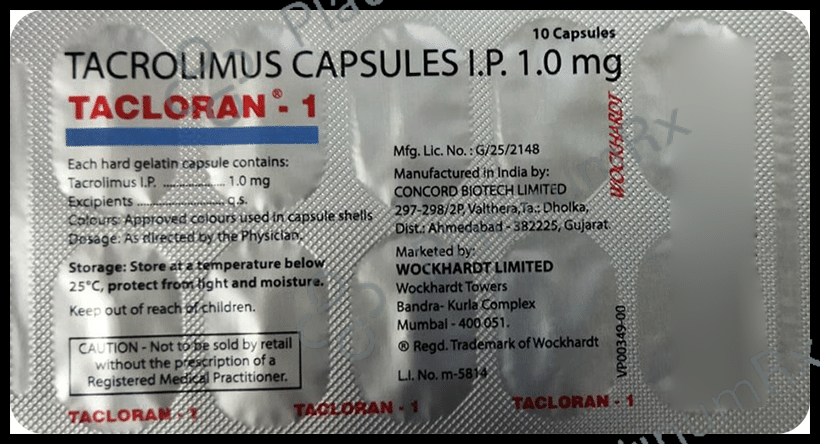 10 Capsules
TACROLIMUS CAPSULES I.P. 1.0 mg
TACLORAN® - 1
Each hard gelatin capsule contains:
Tacrolimus I.P. .................... 1.0 mg
Excipients ............................ q.s.
Colours: Approved colours used in capsule shells
Dosage: As directed by the Physician.
Storage: Store at a temperature below
25°C, protect from light and moisture.
Keep out of reach of children.
CAUTION - Not to be sold by retail
without the prescription of a
Registered Medical Practitioner.
Mfg. Lic. No. : G/25/2148
Manufactured in India by:
CONCORD BIOTECH LIMITED
297-298/2P, Valthera,Ta.: Dholka,
Dist.: Ahmedabad - 382225, Gujarat.
Marketed by:
WOCKHARDT LIMITED
Wockhardt Towers
Bandra- Kurla Complex
Mumbai - 400 051.
® Regd. Trademark of Wockhardt
L.I. No. m-5814
WOCKHARDT
VP00349-00
TACLORAN - 1
TACLORAN - 1
TACLORAN - 1